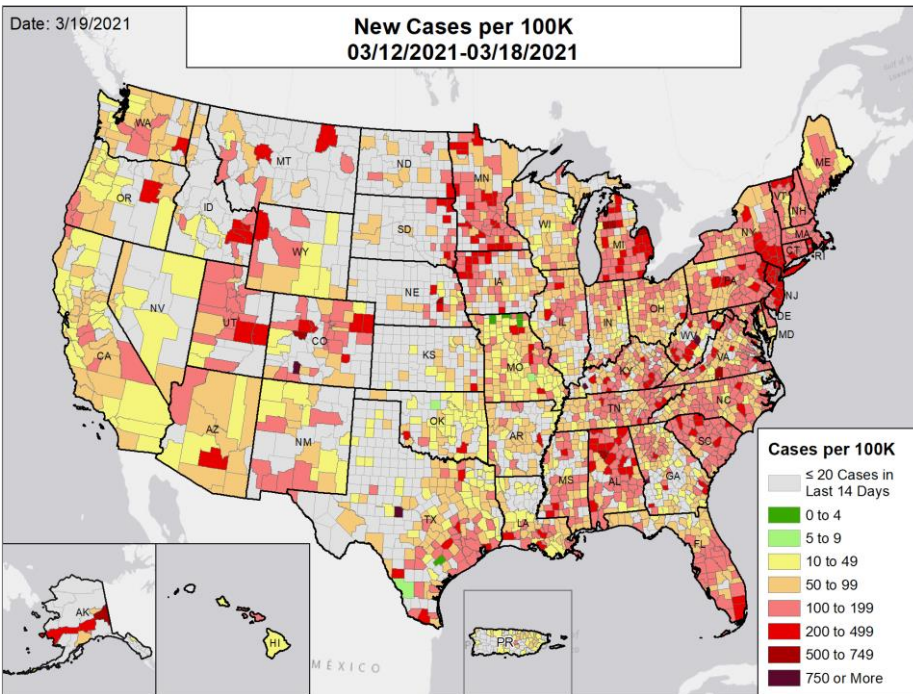 Date: 3/19/2021
New Cases per 100K
03/12/2021-03/18/2021
WA
MT
ND
MN
ME
OR
ID
WY
SD
WI
MI
VT
NH
NY
MA
CT
RI
NV
UT
CO
NE
IA
IL
IN
OH
PA
NJ
DE
MD
CA
KS
MO
KY
WV
VA
AZ
NM
OK
AR
TN
NC
SC
TX
LA
MS
AL
GA
FL
AK
HI
PR
MÉXICO
Cases per 100K
≤ 20 Cases in
Last 14 Days
0 to 4
5 to 9
10 to 49
50 to 99
100 to 199
200 to 499
500 to 749
750 or More